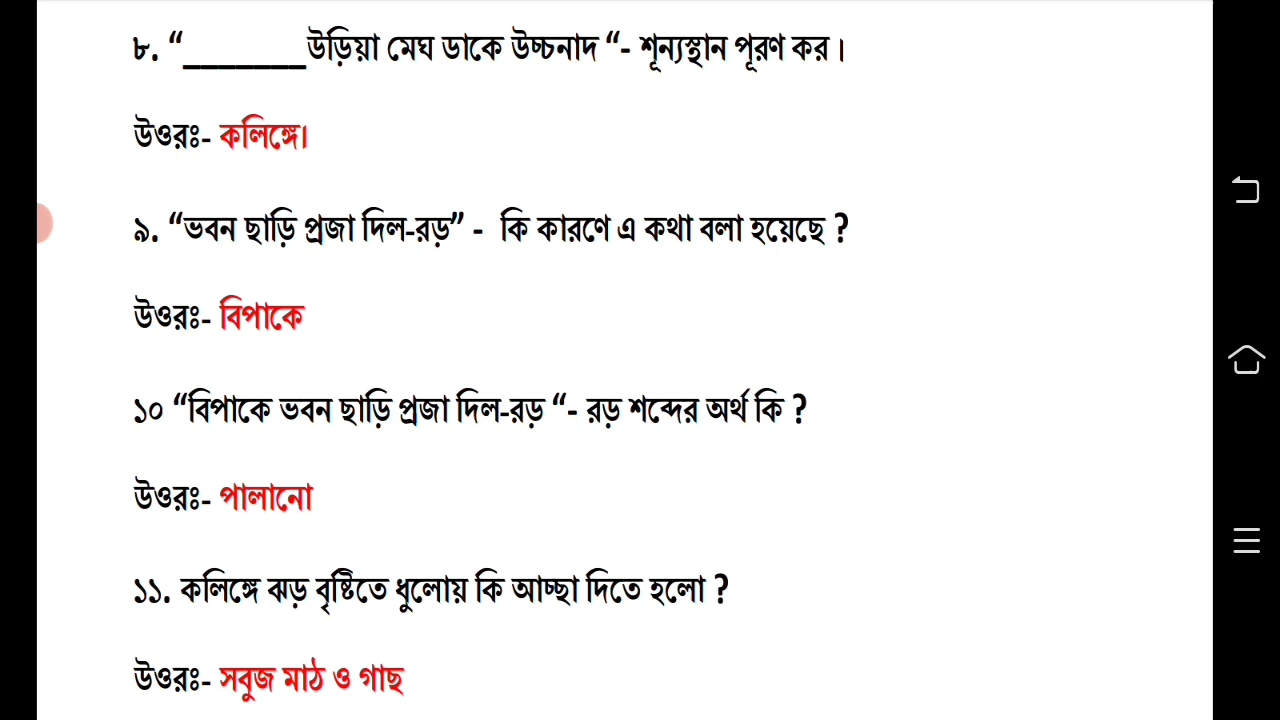 ৮. “_______উড়িয়া মেঘ ডাকে উচ্চনাদ “- শূন্যস্থান পূরণ কর।
উওরঃ- কলিঙ্গে।
৯. “ভবন ছাড়ি প্রজা দিল-রড়” - কি কারণে এ কথা বলা হয়েছে ?
উওরঃ- বিপাকে
১০ “বিপাকে ভবন ছাড়ি প্রজা দিল-রড় “- রড় শব্দের অর্থ কি ?
উওরঃ- পালানো
১১. কলিঙ্গে ঝড় বৃষ্টিতে ধুলোয় কি আচ্ছা দিতে হলো ?
উওরঃ- সবুজ মাঠ ও গাছ